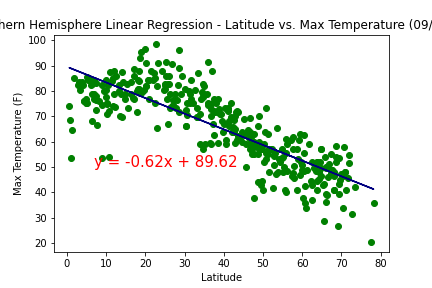 hern Hemisphere Linear Regression - Latitude vs. Max Temperature (09/
100
90
80
70
60
50
40
30
20
Max Temperature (F)
y = -0.62x + 89.62
0 10 20 30 40 50 60 70 80
Latitude